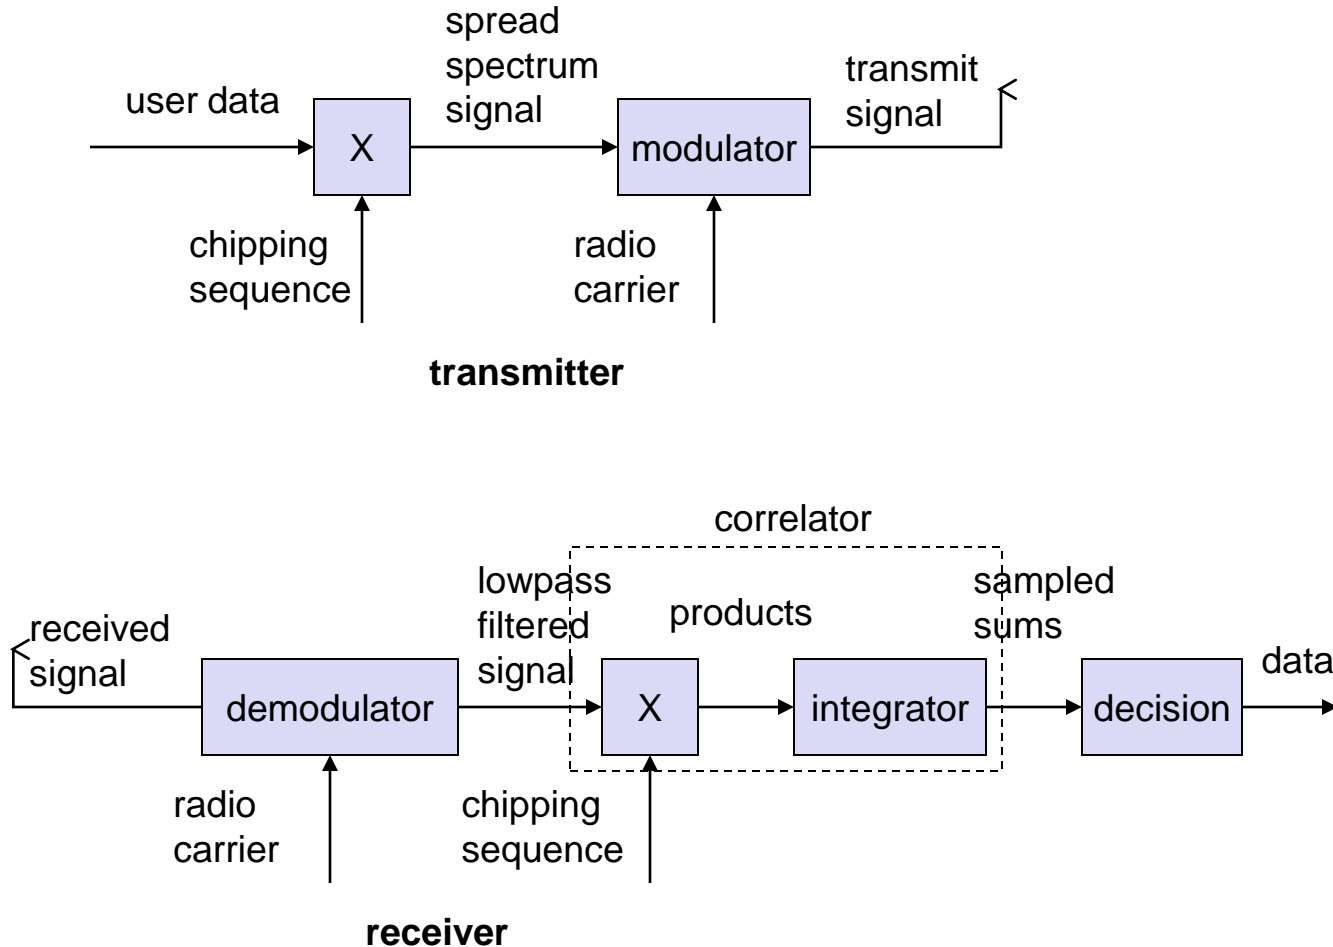 spread
spectrum
signal
user data
transmit
signal
X
modulator
chipping
sequence
radio
carrier
transmitter
correlator
lowpass
filtered
signal
products
sampled
sums
received
signal
data
demodulator
X
integrator
decision
radio
carrier
chipping
sequence
receiver